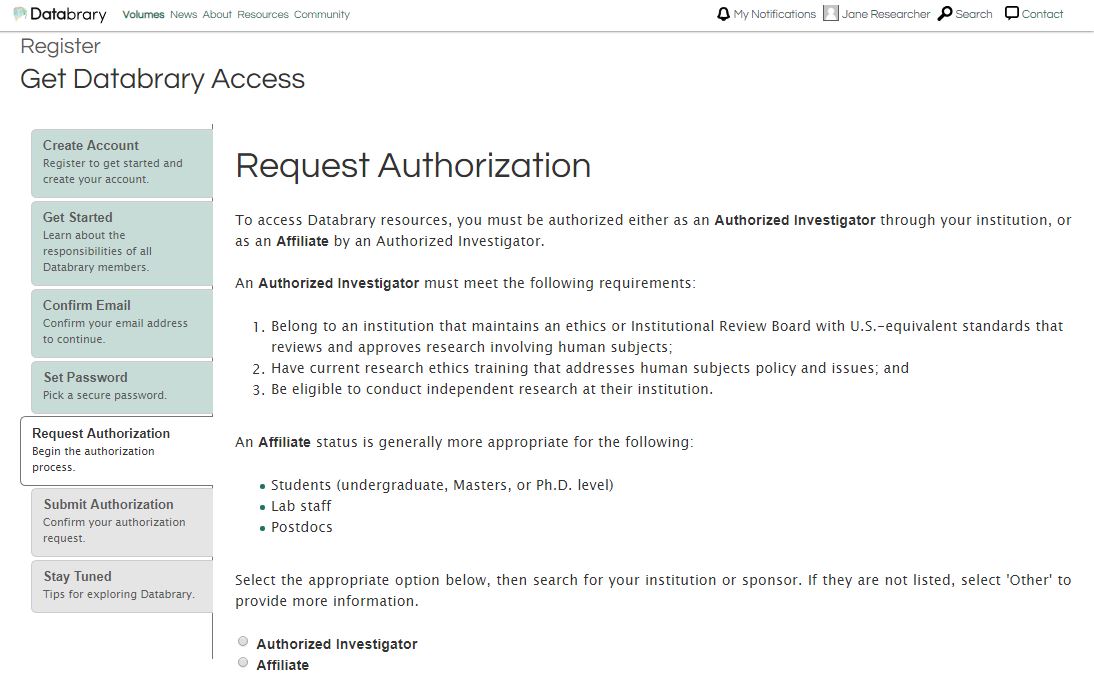 Databrary Volumes News About Resources Community My Notifications Jane Researcher Search Contact
Register
Get Databrary Access
Create Account
Register to get started and
create your account.
Get Started
Learn about the
responsibilities of all
Databrary members.
Confirm Email
Confirm your email address
to continue.
Set Password
Pick a secure password.
Request Authorization
Begin the authorization
process.
Submit Authorization
Confirm your authorization
request.
Stay Tuned
Tips for exploring Databrary.
Request Authorization
To access Databrary resources, you must be authorized either as an Authorized Investigator through your institution, or
as an Affiliate by an Authorized Investigator.
An Authorized Investigator must meet the following requirements:
1. Belong to an institution that maintains an ethics or Institutional Review Board with U.S.-equivalent standards that
reviews and approves research involving human subjects;
2. Have current research ethics training that addresses human subjects policy and issues; and
3. Be eligible to conduct independent research at their institution.
An Affiliate status is generally more appropriate for the following:
• Students (undergraduate, Masters, or Ph.D. level)
• Lab staff
• Postdocs
Select the appropriate option below, then search for your institution or sponsor. If they are not listed, select 'Other' to
provide more information.
Authorized Investigator
Affiliate